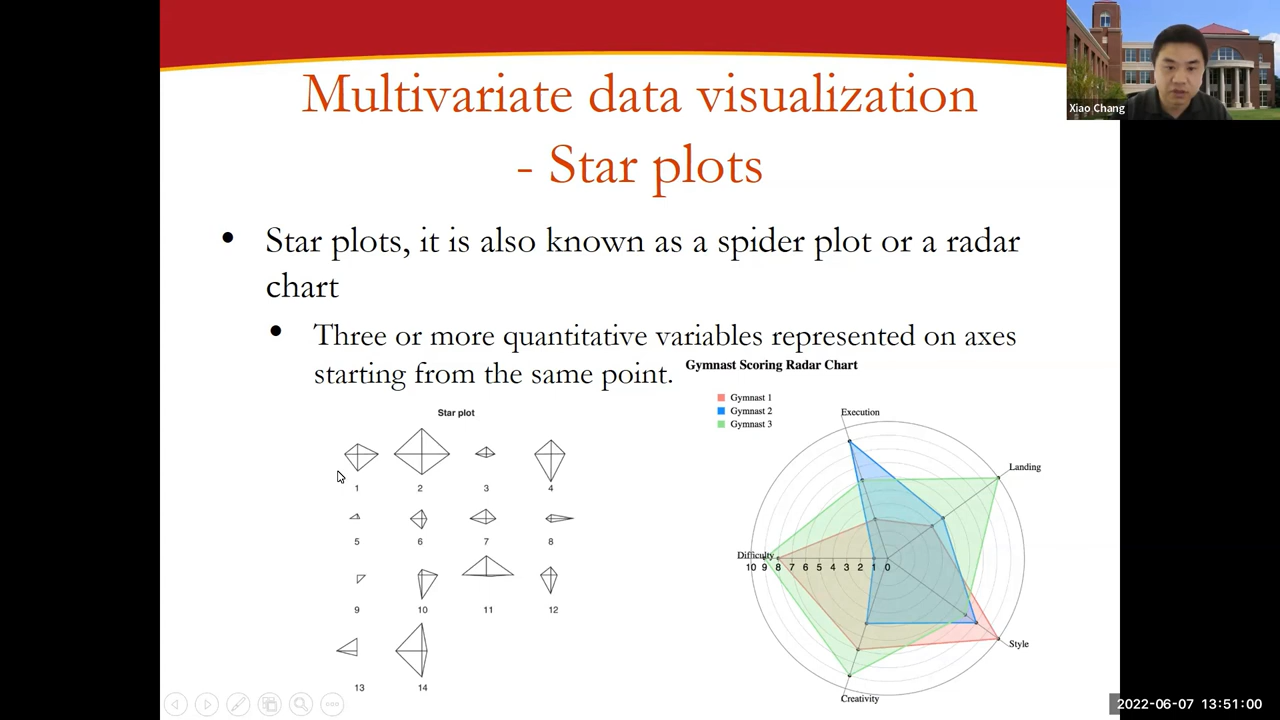 Multivariate data visualization
- Star plots
Xiao Chang
• Star plots, it is also known as a spider plot or a radar
chart
• Three or more quantitative variables represented on axes
starting from the same point.
Star plot
1 2 3 4
5 6 7 8
9 10 11 12
13 14
Gymnast Scoring Radar Chart
Gymnast 1
Gymnast 2
Gymnast 3
Execution
Landing
Difficulty
10 9 8 7 6 5 4 3 2 1 0
Style
Creativity
2022-06-07 13:51:00